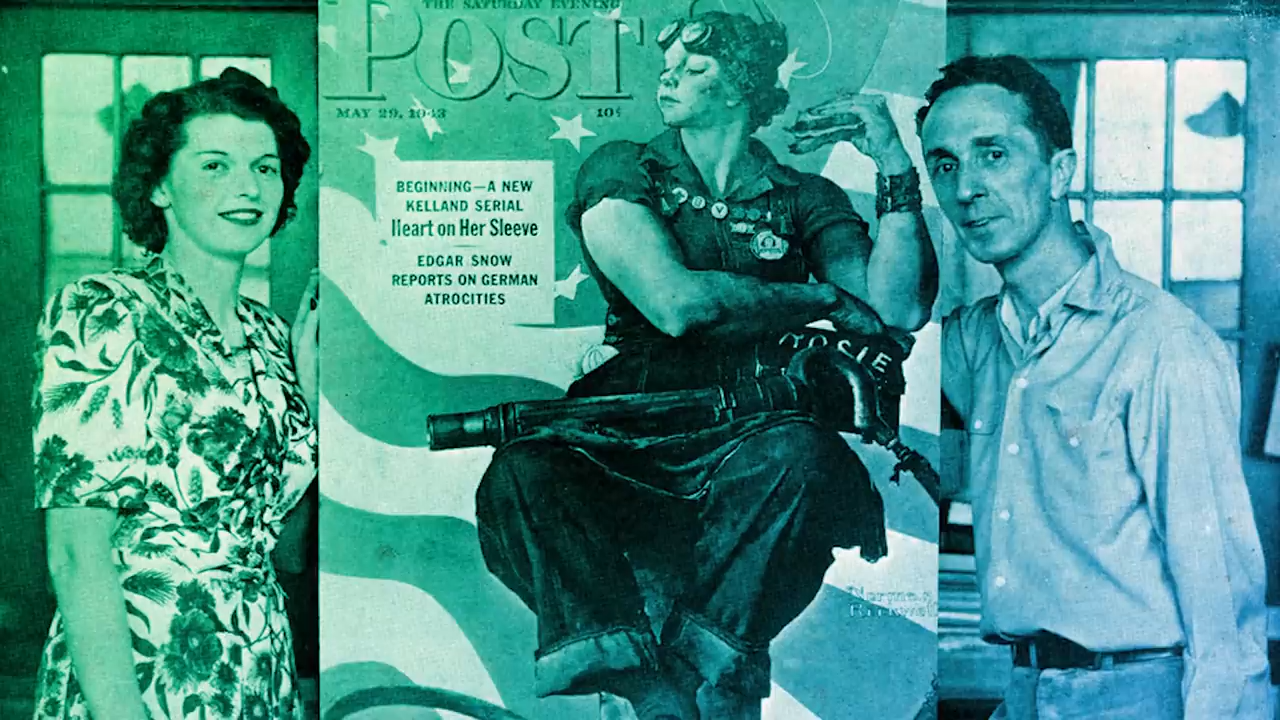 THE SATURDAY EVENING
POST
MAY 29, 1943
10¢
BEGINNING—A NEW
KELLAND SERIAL
Heart on Her Sleeve
EDGAR SNOW
REPORTS ON GERMAN
ATROCITIES
ROSIE
Norman
Rockwell